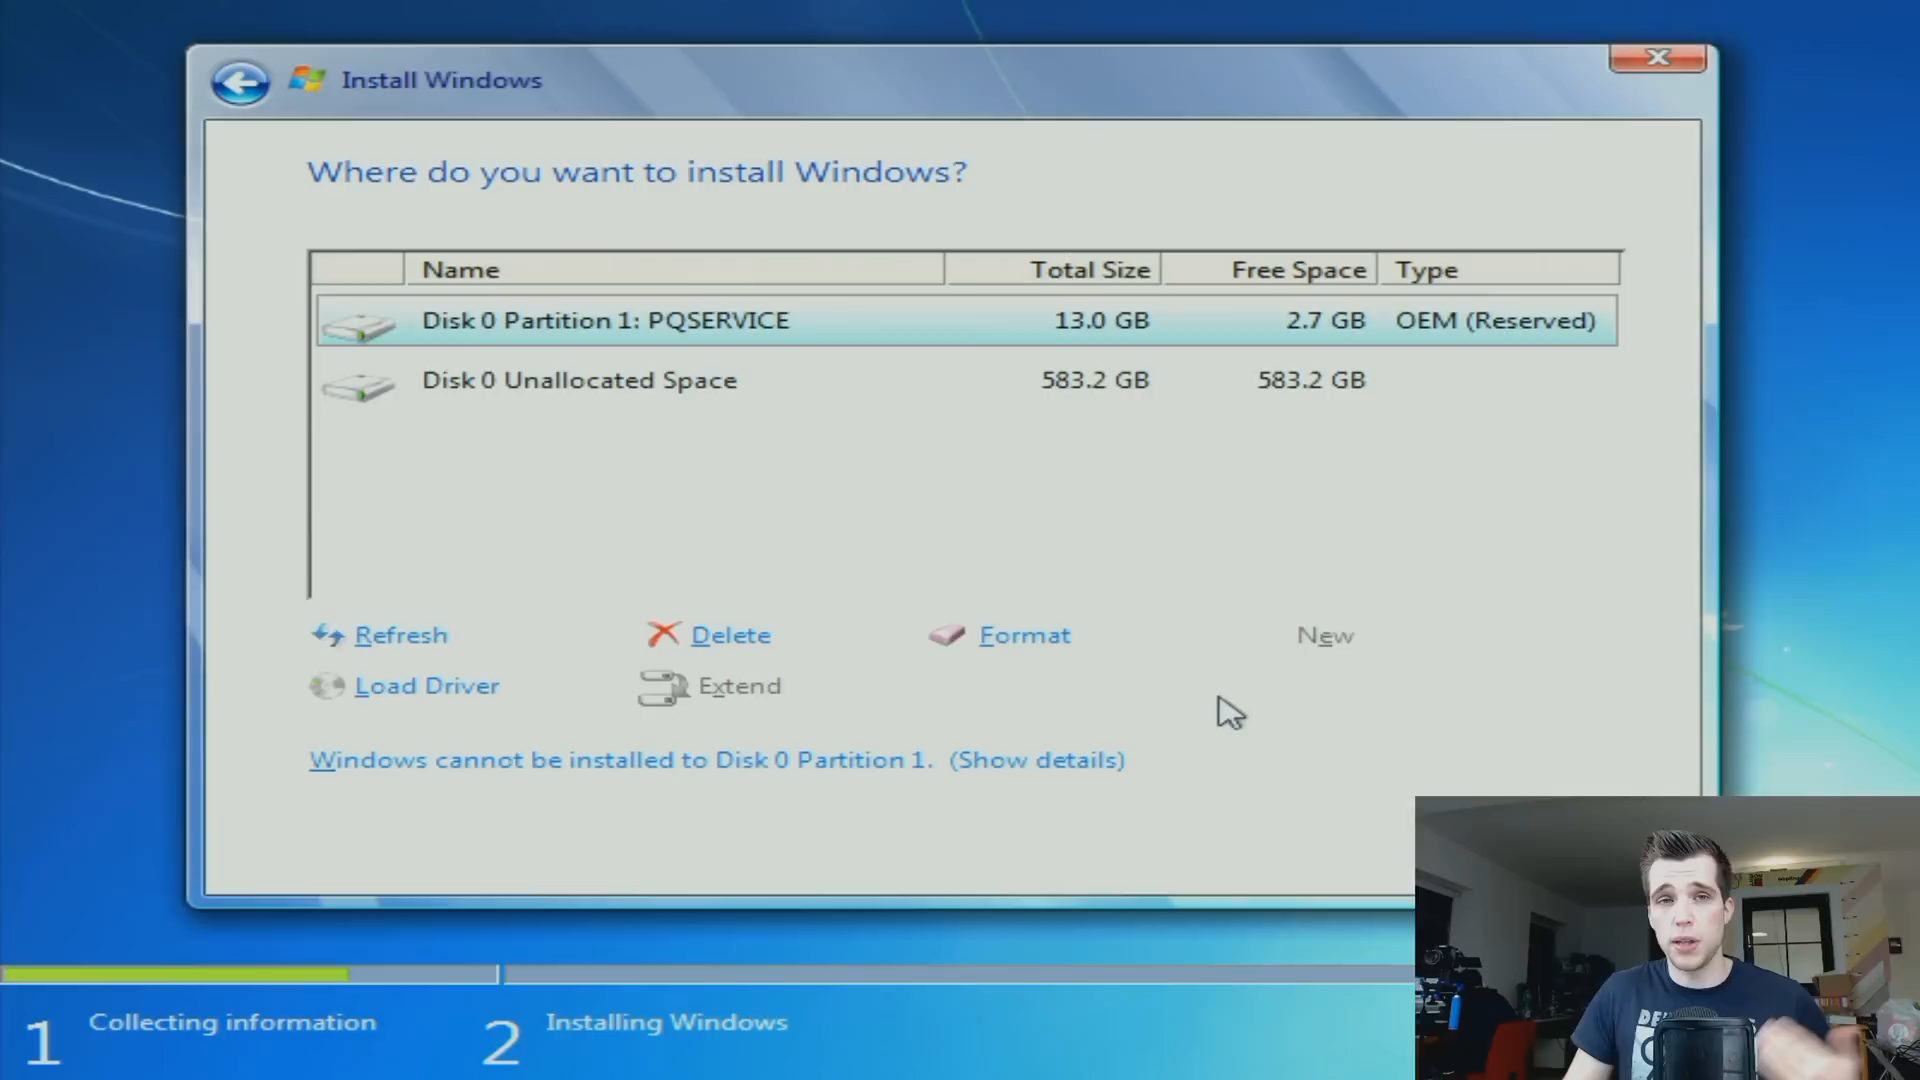 Install Windows
Where do you want to install Windows?
Name Total Size Free Space Type
Disk 0 Partition 1: PQSERVICE 13.0 GB 2.7 GB OEM (Reserved)
Disk 0 Unallocated Space 583.2 GB 583.2 GB
Refresh Delete Format New
Load Driver Extend
Windows cannot be installed to Disk 0 Partition 1. (Show details)
1 Collecting information 2 Installing Windows